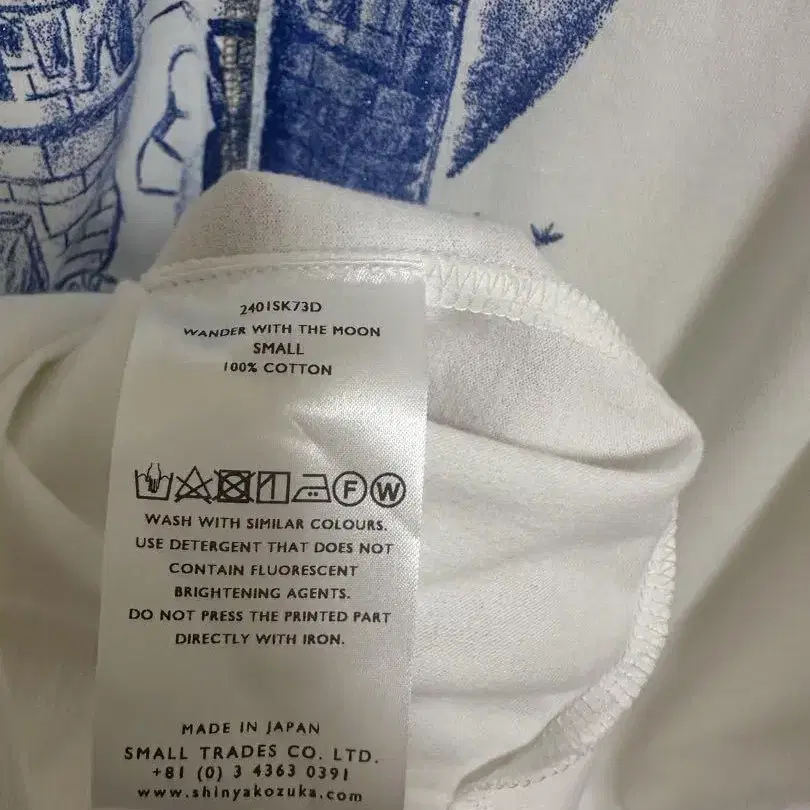 2401SK73D
WANDER WITH THE MOON
SMALL
100% COTTON
F W
WASH WITH SIMILAR COLOURS.
USE DETERGENT THAT DOES NOT
CONTAIN FLUORESCENT
BRIGHTENING AGENTS.
DO NOT PRESS THE PRINTED PART
DIRECTLY WITH IRON.
MADE IN JAPAN
SMALL TRADES CO. LTD.
+81 (0) 3 4363 0391
www.shinyakozuka.com